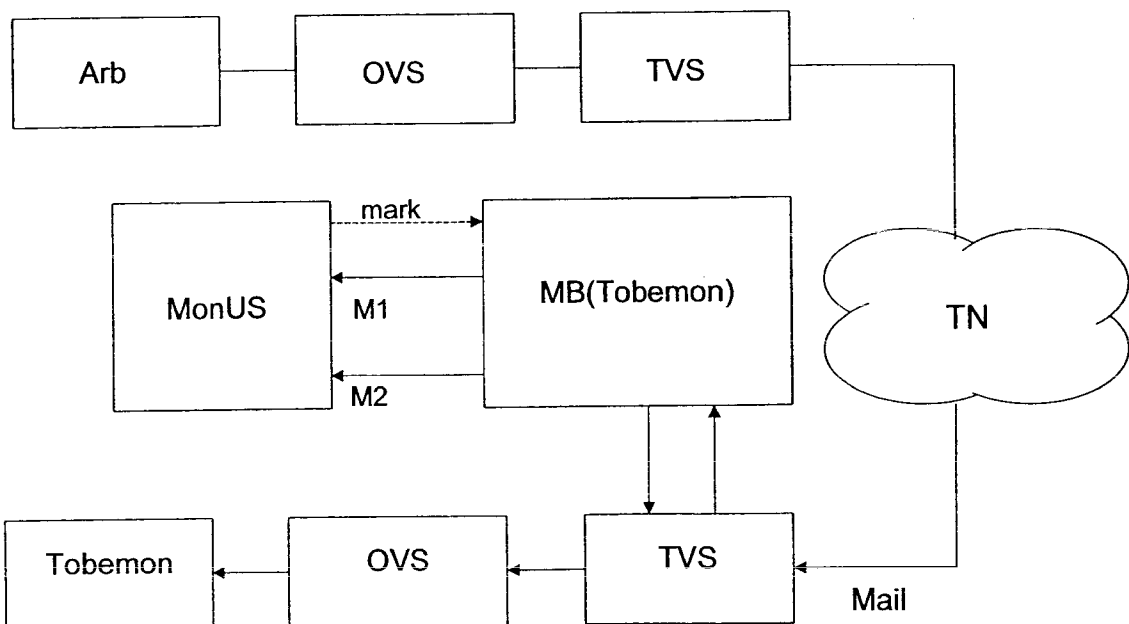 Arb
OVS
TVS
mark
MonUS
M1
M2
MB(Tobemon)
TN
Tobemon
OVS
TVS
Mail